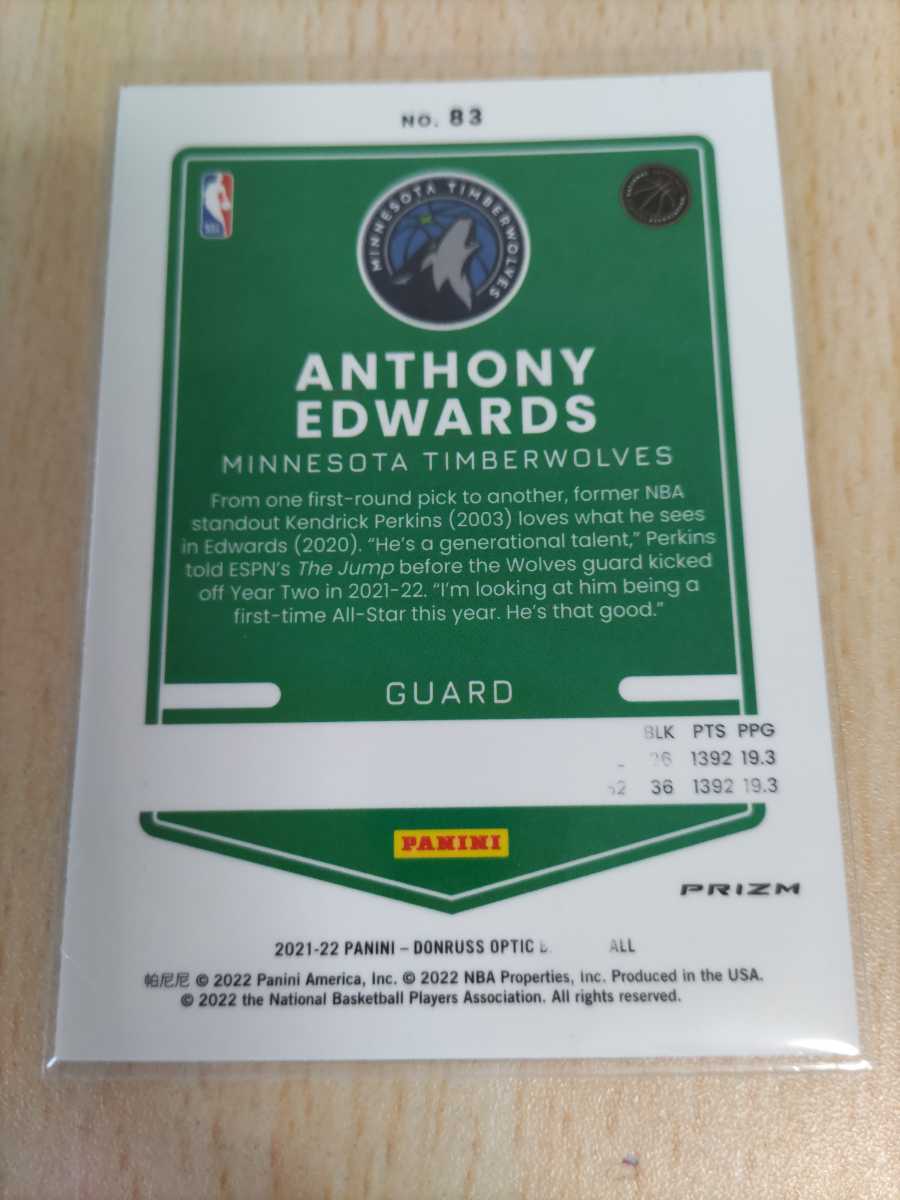 NO. 83
MINNESOTA TIMBERWOLVES
ANTHONY
EDWARDS
MINNESOTA TIMBERWOLVES
From one first-round pick to another, former NBA
standout Kendrick Perkins (2003) loves what he sees
in Edwards (2020). “He’s a generational talent,” Perkins
told ESPN’s The Jump before the Wolves guard kicked
off Year Two in 2021-22. “I’m looking at him being a
first-time All-Star this year. He’s that good.”
GUARD
BLK PTS PPG
1392 19.3
36 1392 19.3
PANINI
PRIZM
2021-22 PANINI – DONRUSS OPTIC ALL
帕尼尼 © 2022 Panini America, Inc. © 2022 NBA Properties, Inc. Produced in the USA.
© 2022 the National Basketball Players Association. All rights reserved.